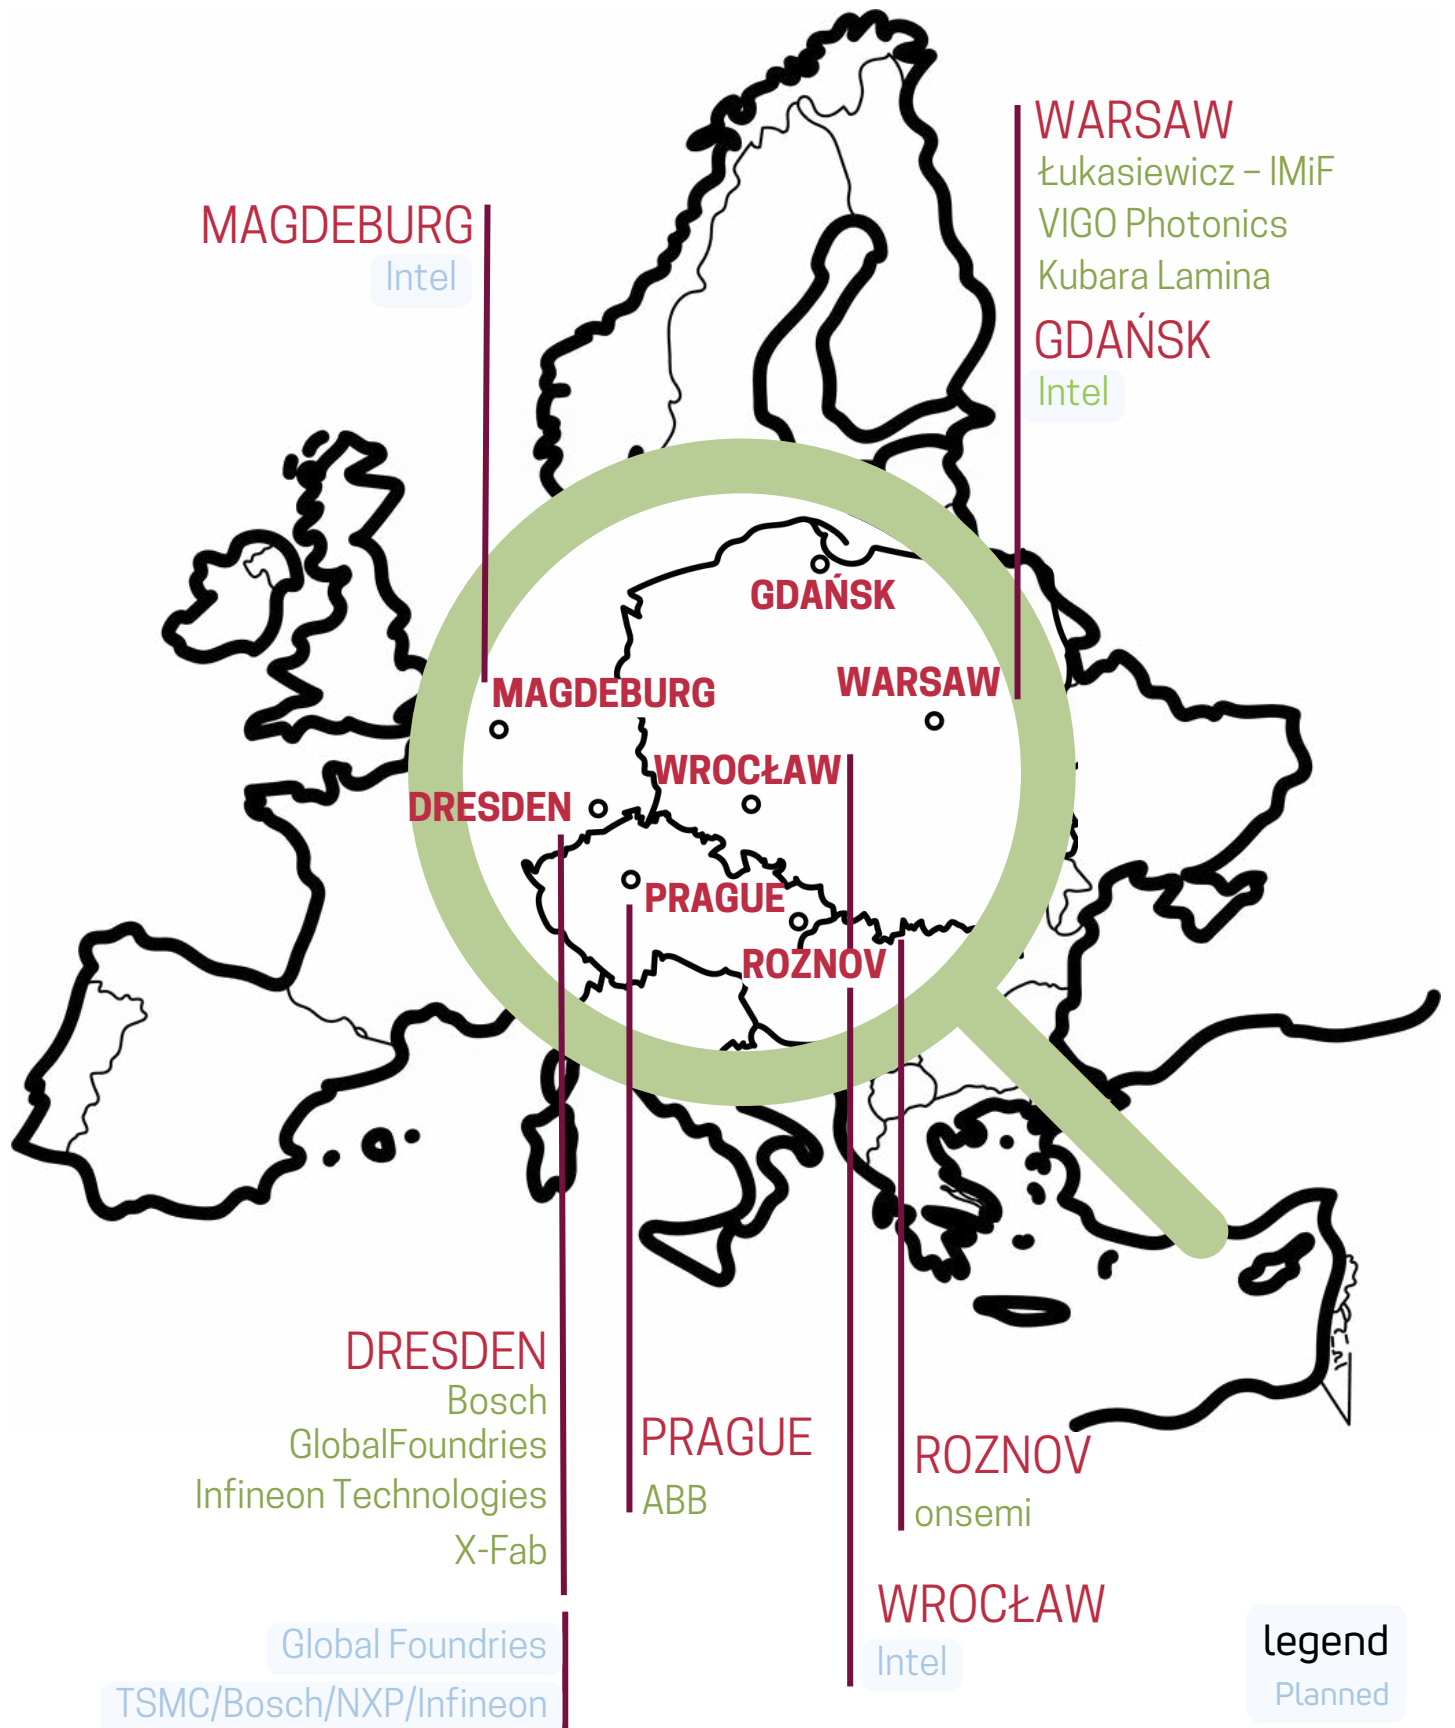 WARSAW
Łukasiewicz – IMiF
VIGO Photonics
Kubara Lamina
GDAŃSK
Intel
MAGDEBURG
Intel
GDAŃSK
WARSAW
MAGDEBURG
WROCŁAW
DRESDEN
PRAGUE
ROZNOV
DRESDEN
Bosch
GlobalFoundries
Infineon Technologies
X-Fab
Global Foundries
TSMC/Bosch/NXP/Infineon
PRAGUE
ABB
ROZNOV
onsemi
WROCŁAW
Intel
legend
Planned